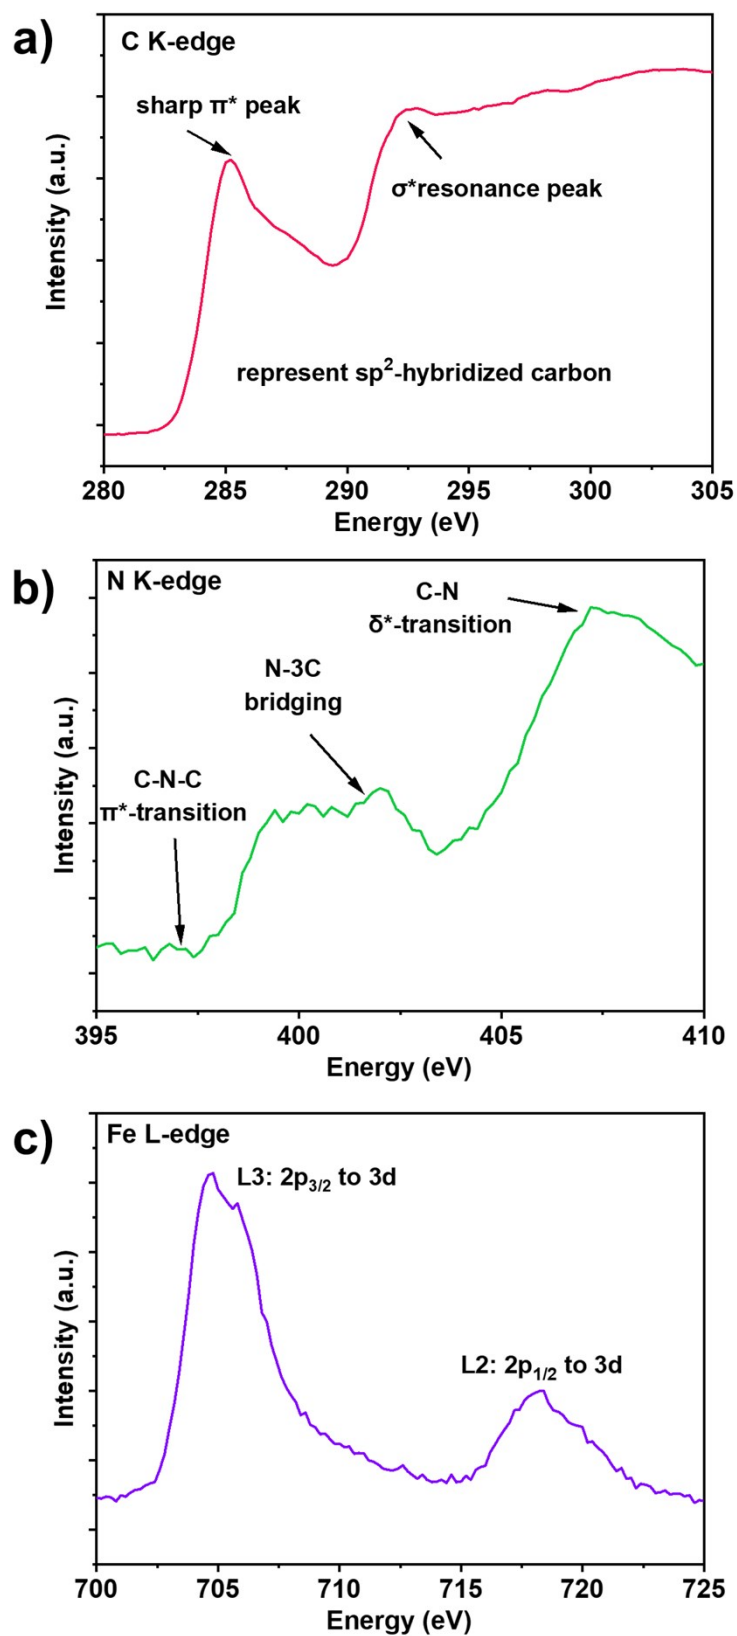 a)
C K-edge
sharp π* peak
σ*resonance peak
represent sp²-hybridized carbon
Intensity (a.u.)
280 285 290 295 300 305
Energy (eV)
b)
N K-edge
C-N
δ*-transition
N-3C
bridging
C-N-C
π*-transition
Intensity (a.u.)
395 400 405 410
Energy (eV)
c)
Fe L-edge
L3: 2p₃/₂ to 3d
L2: 2p₁/₂ to 3d
Intensity (a.u.)
700 705 710 715 720 725
Energy (eV)